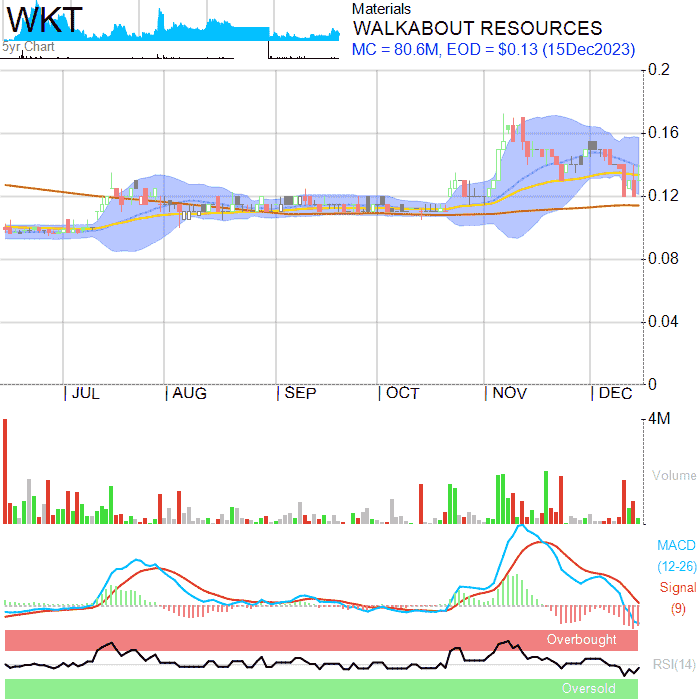 WKT
5yr Chart
Materials
WALKABOUT RESOURCES
MC = 80.6M, EOD = $0.13 (15Dec2023)
0.2
0.16
0.12
0.08
0.04
0
JUL AUG SEP OCT NOV DEC
4M
Volume
MACD
(12-26)
Signal
(9)
Overbought
RSI(14)
Oversold